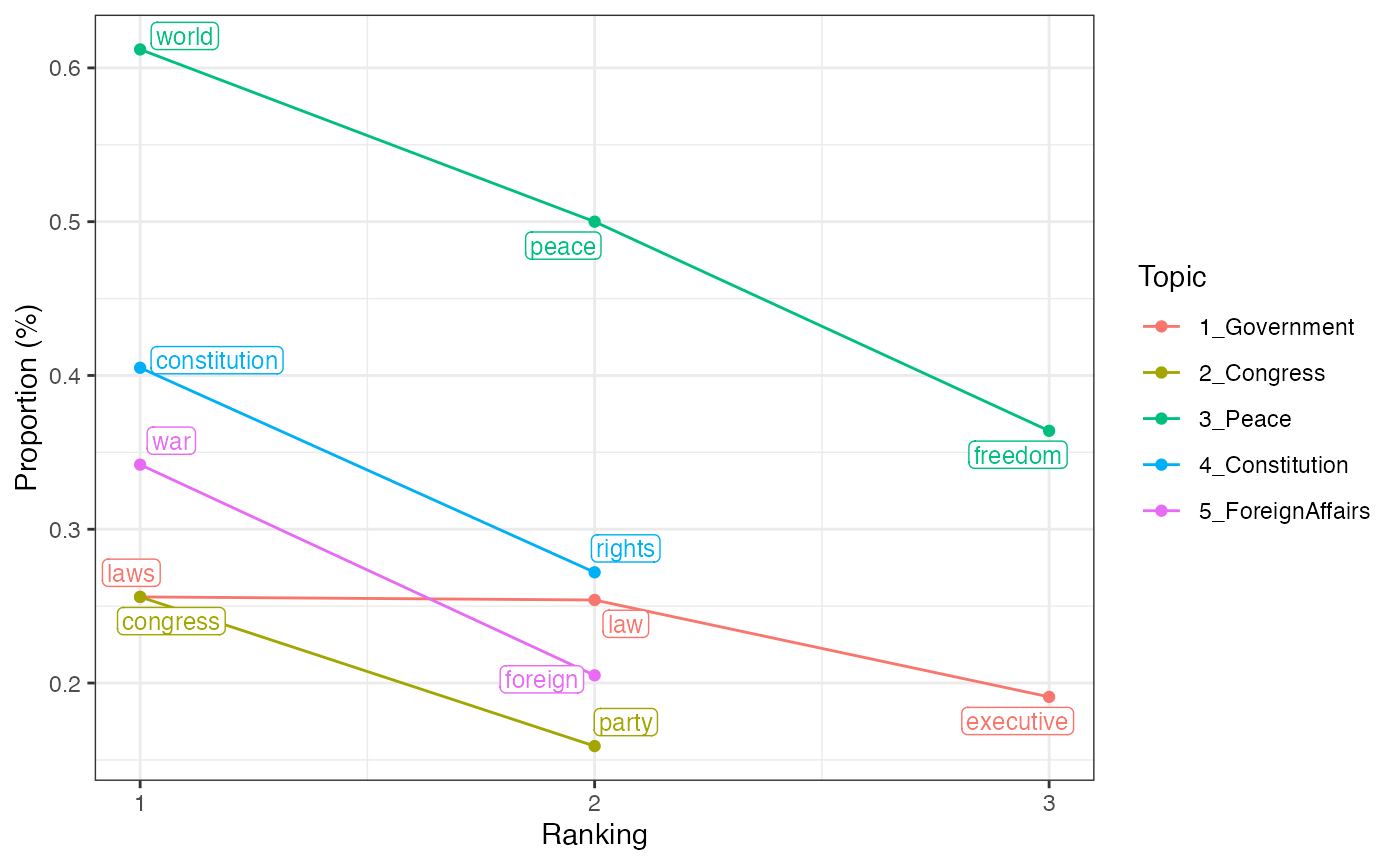 world
0.6
0.5
peace
Proportion (%)
constitution
0.4
war
freedom
0.3
rights
laws
congress
law
foreign
0.2
party
executive
1
2
3
Ranking
Topic
1_Government
2_Congress
3_Peace
4_Constitution
5_ForeignAffairs